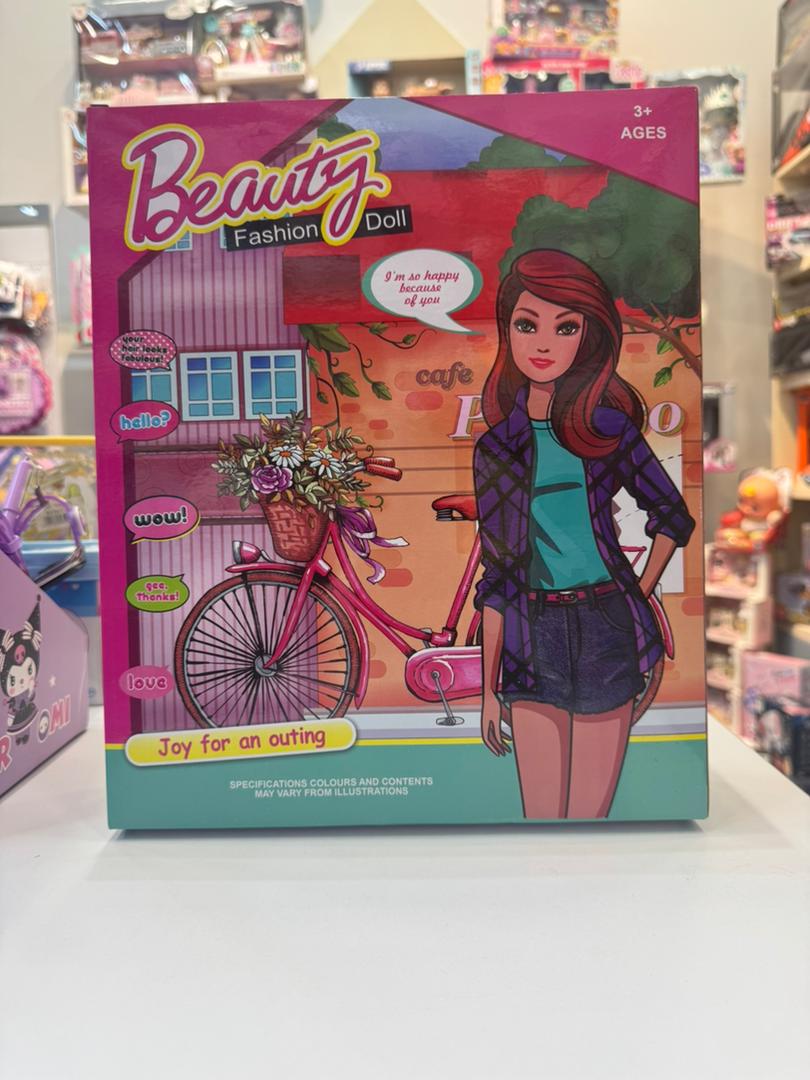 3+
AGES
Beauty
Fashion Doll
I'm so happy
because
of you
your
hair looks
fabulous!
cafe
P o
hello?
wow!
gee,
Thanks!
love
Joy for an outing
SPECIFICATIONS COLOURS AND CONTENTS
MAY VARY FROM ILLUSTRATIONS
R OMI